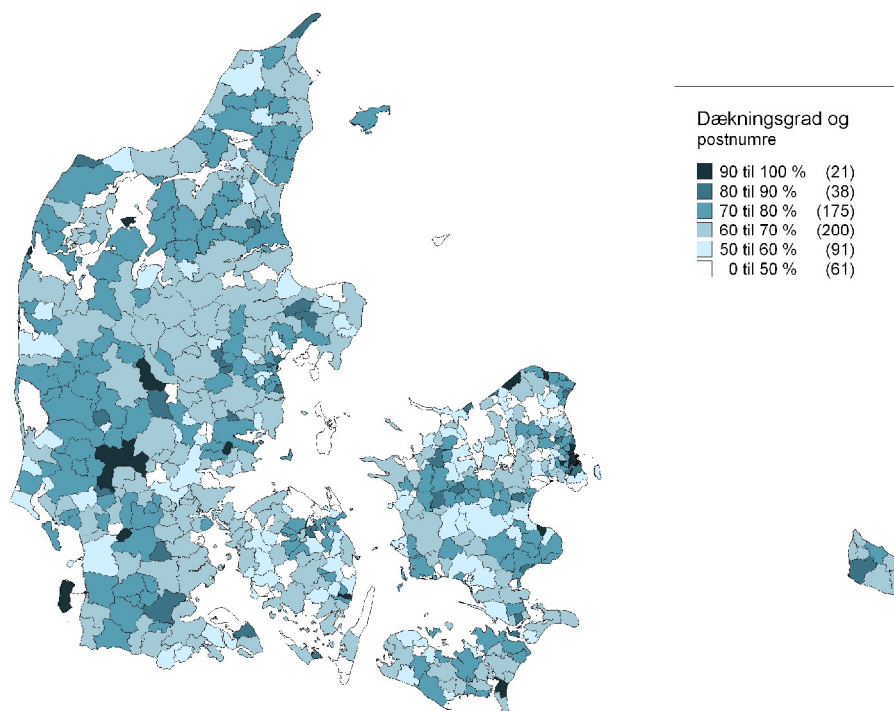 Dækningsgrad og
postnumre
90 til 100 % (21)
80 til 90 % (38)
70 til 80 % (175)
60 til 70 % (200)
50 til 60 % (91)
0 til 50 % (61)